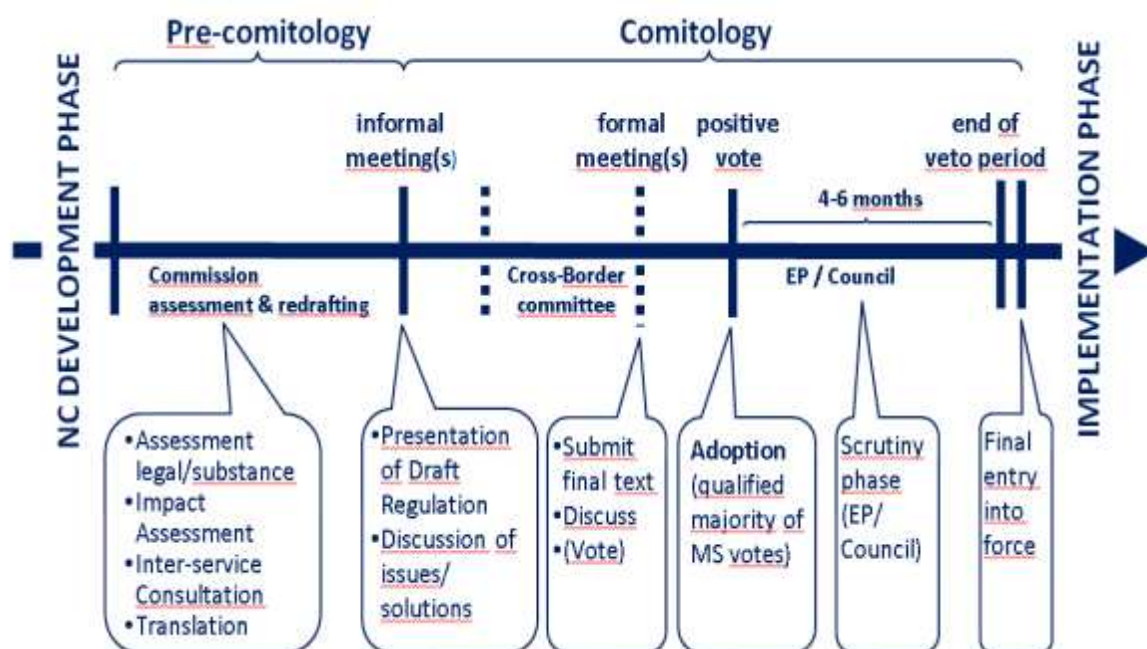 Pre-comitology
Comitology
NC DEVELOPMENT PHASE
IMPLEMENTATION PHASE
informal
meeting(s)
formal
meeting(s)
positive
vote
end of
veto period
4-6 months
Commission
assessment & redrafting
Cross-Border
committee
EP / Council
•Assessment
legal/substance
•Impact
Assessment
•Inter-service
Consultation
•Translation
•Presentation
of Draft
Regulation
•Discussion of
issues/
solutions
•Submit
final text
•Discuss
•(Vote)
Adoption
(qualified
majority of
MS votes)
Scrutiny
phase
(EP/
Council)
Final
entry
into
force